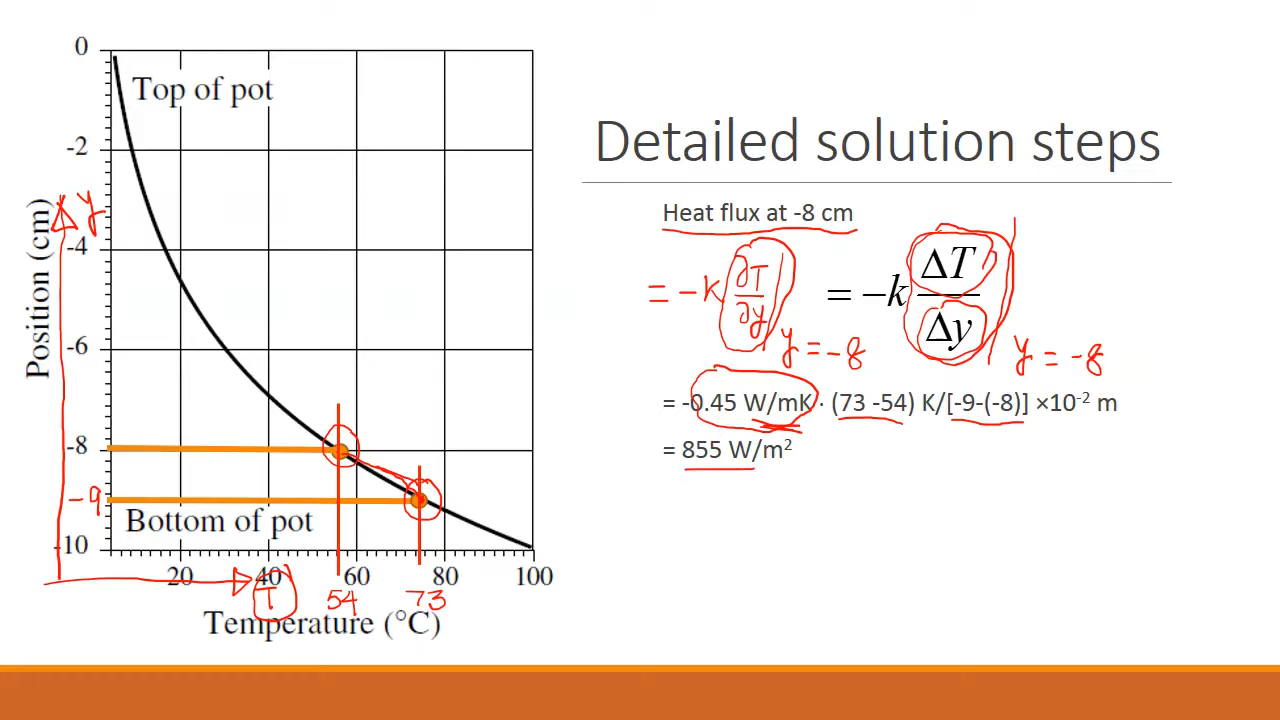 Detailed solution steps
Heat flux at -8 cm
= -k ∂T/∂y y = -8 = -k ΔT/Δy y = -8
= -0.45 W/mK · (73 -54) K/[-9-(-8)] ×10⁻² m
= 855 W/m²
Position (cm)
y
0
-2
-4
-6
-8
-9
-10
Top of pot
Bottom of pot
20 40 60 80 100
T 54 73
Temperature (°C)